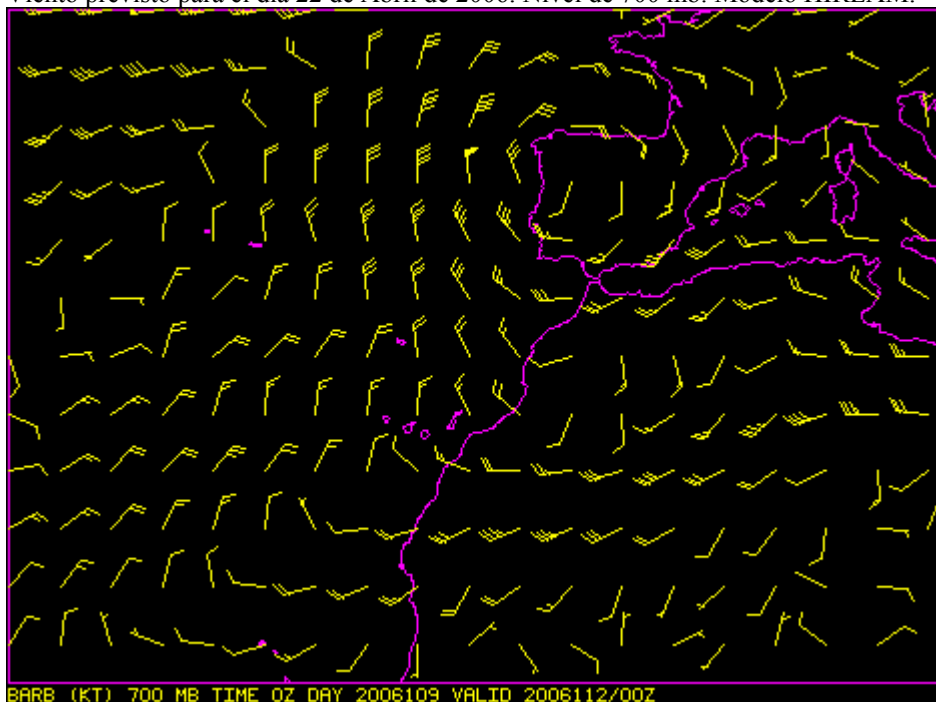 Viento previsto para el día 22 de Abril de 2006. Nivel de 700 mb. Modelo HIRLAM.
BARB (KT) 700 MB TIME 0Z DAY 2006109 VALID 2006112/00Z